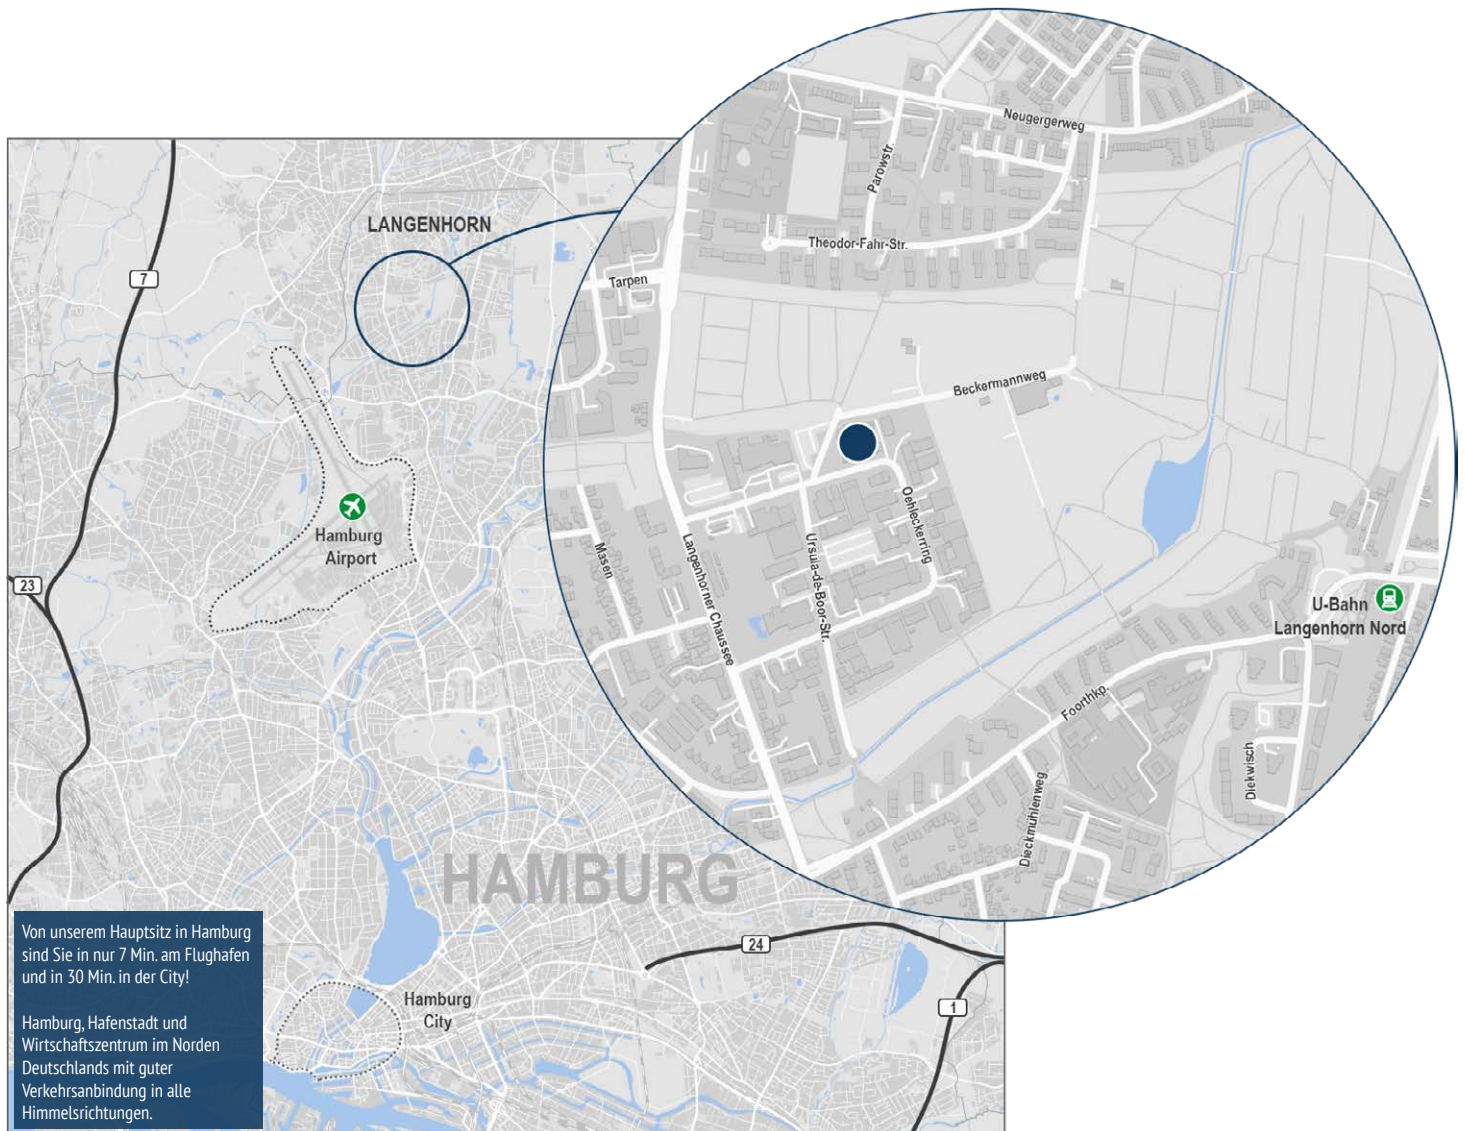 Neugergerweg
Parowstr.
Theodor-Fahr-Str.
LANGENHORN
Tarpen
7
Beckermannweg
Hamburg
Airport
Oehleckerring
Masen
Langenhorner Chaussee
Ursula-de-Boor-Str.
23
U-Bahn
Langenhorn Nord
Foorthkp.
Diekwisch
Dieckmühlenweg
HAMBURG
24
Hamburg
City
1
Von unserem Hauptsitz in Hamburg
sind Sie in nur 7 Min. am Flughafen
und in 30 Min. in der City!
Hamburg, Hafenstadt und
Wirtschaftszentrum im Norden
Deutschlands mit guter
Verkehrsanbindung in alle
Himmelsrichtungen.